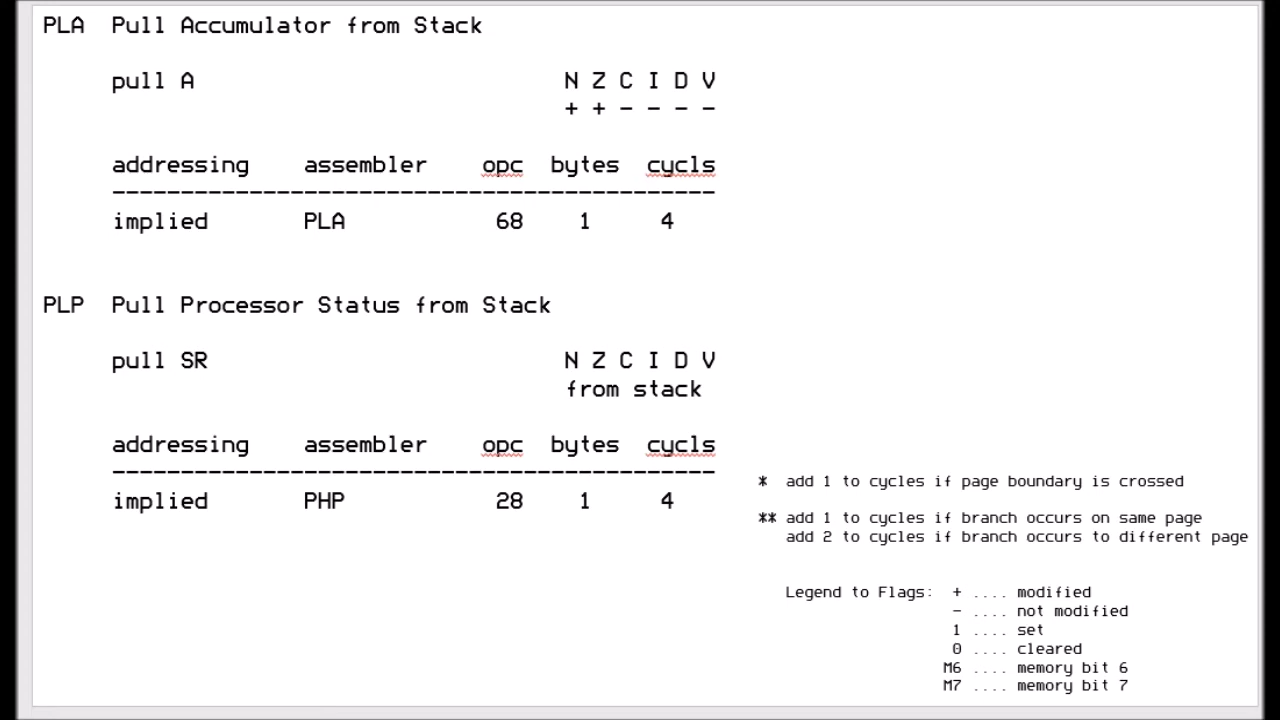 PLA  Pull Accumulator from Stack
pull A                           N Z C I D V
+ + – – – –
addressing    assembler    opc  bytes  cycls
--------------------------------------------
implied       PLA           68    1     4
PLP  Pull Processor Status from Stack
pull SR                          N Z C I D V
from stack
addressing    assembler    opc  bytes  cycls
--------------------------------------------
implied       PHP           28    1     4
*  add 1 to cycles if page boundary is crossed
** add 1 to cycles if branch occurs on same page
add 2 to cycles if branch occurs to different page
Legend to Flags:  + .... modified
– .... not modified
1 .... set
0 .... cleared
M6 .... memory bit 6
M7 .... memory bit 7